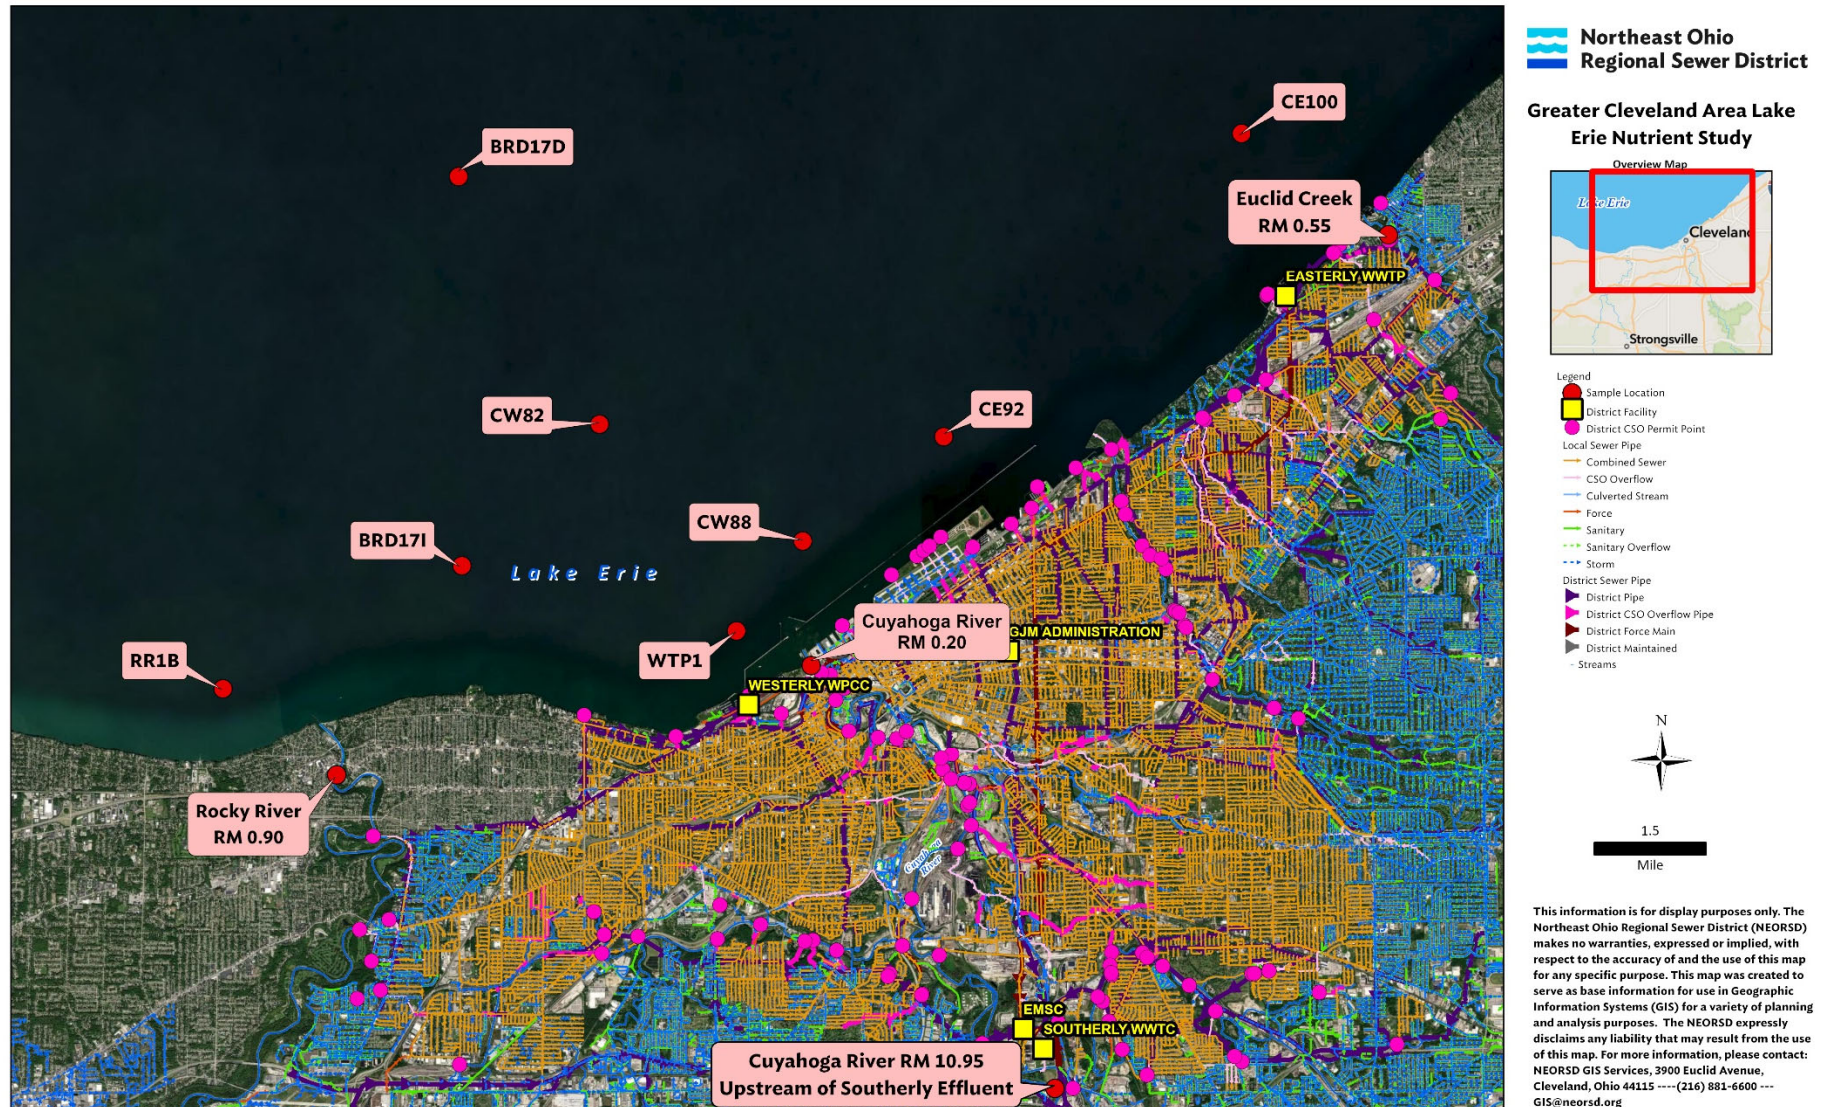 Northeast Ohio
Regional Sewer District
Greater Cleveland Area Lake
Erie Nutrient Study
Overview Map
Lake Erie
Cleveland
Strongsville
Legend
Sample Location
District Facility
District CSO Permit Point
Local Sewer Pipe
Combined Sewer
CSO Overflow
Culverted Stream
Force
Sanitary
Sanitary Overflow
Storm
District Sewer Pipe
District Pipe
District CSO Overflow Pipe
District Force Main
District Maintained
Streams
N
1.5
Mile
This information is for display purposes only. The
Northeast Ohio Regional Sewer District (NEORSD)
makes no warranties, expressed or implied, with
respect to the accuracy of and the use of this map
for any specific purpose. This map was created to
serve as base information for use in Geographic
Information Systems (GIS) for a variety of planning
and analysis purposes. The NEORSD expressly
disclaims any liability that may result from the use
of this map. For more information, please contact:
NEORSD GIS Services, 3900 Euclid Avenue,
Cleveland, Ohio 44115 ----(216) 881-6600 ---
GIS@neorsd.org
CE100
BRD17D
Euclid Creek
RM 0.55
EASTERLY WWTP
CW82
CE92
CW88
BRD17I
Lake Erie
Cuyahoga River
RM 0.20
GJM ADMINISTRATION
RR1B
WTP1
WESTERLY WPCC
Rocky River
RM 0.90
Cuyahoga
River
EMSC
SOUTHERLY WWTC
Cuyahoga River RM 10.95
Upstream of Southerly Effluent